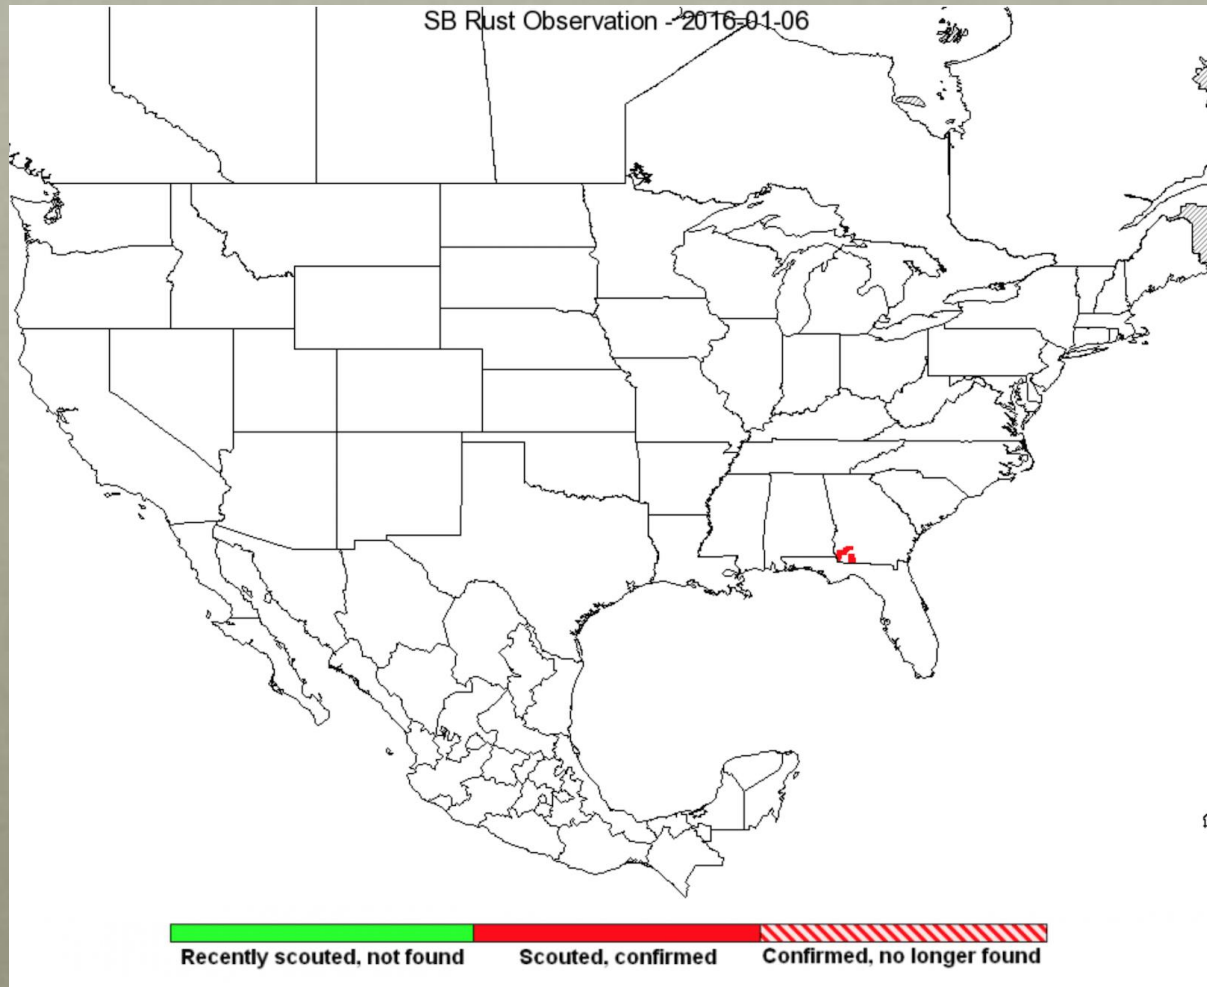 SB Rust Observation - 2016-01-06
Recently scouted, not found
Scouted, confirmed
Confirmed, no longer found